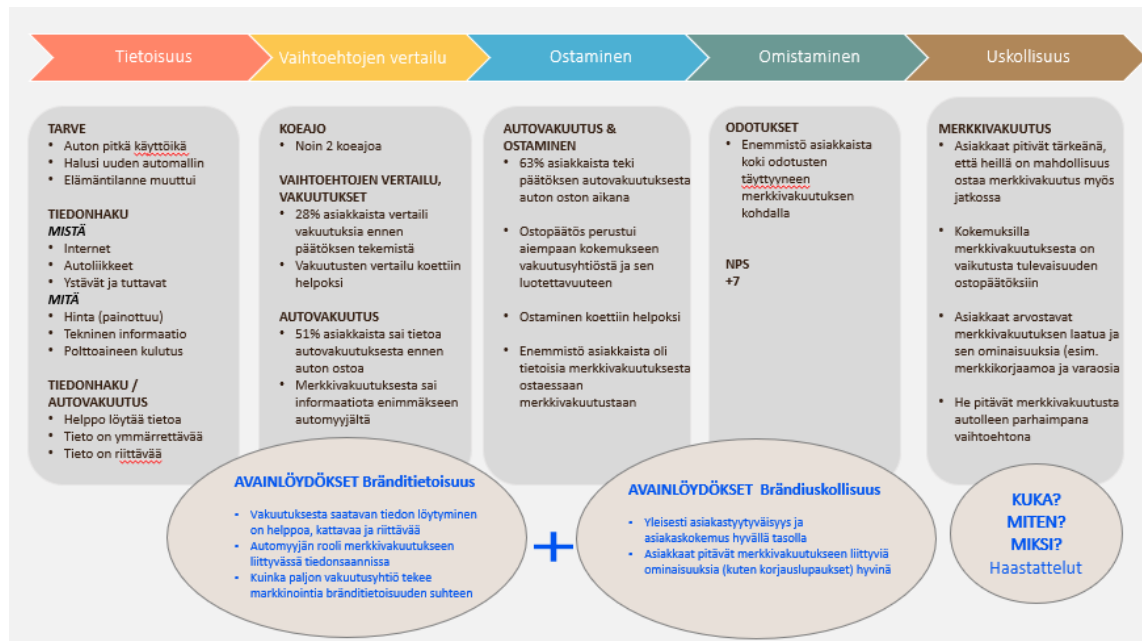 Tietoisuus
Vaihtoehtojen vertailu
Ostaminen
Omistaminen
Uskollisuus
TARVE
• Auton pitkä käyttöikä
• Halusi uuden automallin
• Elämäntilanne muuttui
TIEDONHAKU
MISTÄ
• Internet
• Autoliikkeet
• Ystävät ja tuttavat
MITÄ
• Hinta (painottuu)
• Tekninen informaatio
• Polttoaineen kulutus
TIEDONHAKU /
AUTOVAKUUTUS
• Helppo löytää tietoa
• Tieto on ymmärrettävää
• Tieto on riittävää
KOEAJO
• Noin 2 koeajoa
VAIHTOEHTOJEN VERTAILU,
VAKUUTUKSET
• 28% asiakkaista vertaili
vakuutuksia ennen
päätöksen tekemistä
• Vakuutusten vertailu koettiin
helpoksi
AUTOVAKUUTUS
• 51% asiakkaista sai tietoa
autovakuutuksesta ennen
auton ostoa
• Merkkivakuutuksesta sai
informaatiota enimmäkseen
automyyjältä
AUTOVAKUUTUS &
OSTAMINEN
• 63% asiakkaista teki
päätöksen autovakuutuksesta
auton oston aikana
• Ostopäätös perustui
aiempaan kokemukseen
vakuutusyhtiöstä ja sen
luotettavuuteen
• Ostaminen koettiin helpoksi
• Enemmistö asiakkaista oli
tietoisia merkkivakuutuksesta
ostaessaan
merkkivakuutustaan
ODOTUKSET
• Enemmistö asiakkaista
koki odotusten
täyttyneen
merkkivakuutuksen
kohdalla
NPS
+7
MERKKIVAKUUTUS
• Asiakkaat pitivät tärkeänä,
että heillä on mahdollisuus
ostaa merkkivakuutus myös
jatkossa
• Kokemuksilla
merkkivakuutuksesta on
vaikutusta tulevaisuuden
ostopäätöksiin
• Asiakkaat arvostavat
merkkivakuutuksen laatua ja
sen ominaisuuksia (esim.
merkkikorjaamoa ja varaosia
• He pitävät merkkivakuutusta
autolleen parhaimpana
vaihtoehtona
AVAINLÖYDÖKSET Bränditietoisuus
• Vakuutuksesta saatavan tiedon löytyminen
on helppoa, kattavaa ja riittävää
• Automyyjän rooli merkkivakuutukseen
liittyvässä tiedonsaannissa
• Kuinka paljon vakuutusyhtiö tekee
markkinointia bränditietoisuuden suhteen
+
AVAINLÖYDÖKSET Brändiuskollisuus
• Yleisesti asiakastyytyväisyys ja
asiakaskokemus hyvällä tasolla
• Asiakkaat pitävät merkkivakuutukseen liittyviä
ominaisuuksia (kuten korjauslupaukset) hyvinä
KUKA?
MITEN?
MIKSI?
Haastattelut